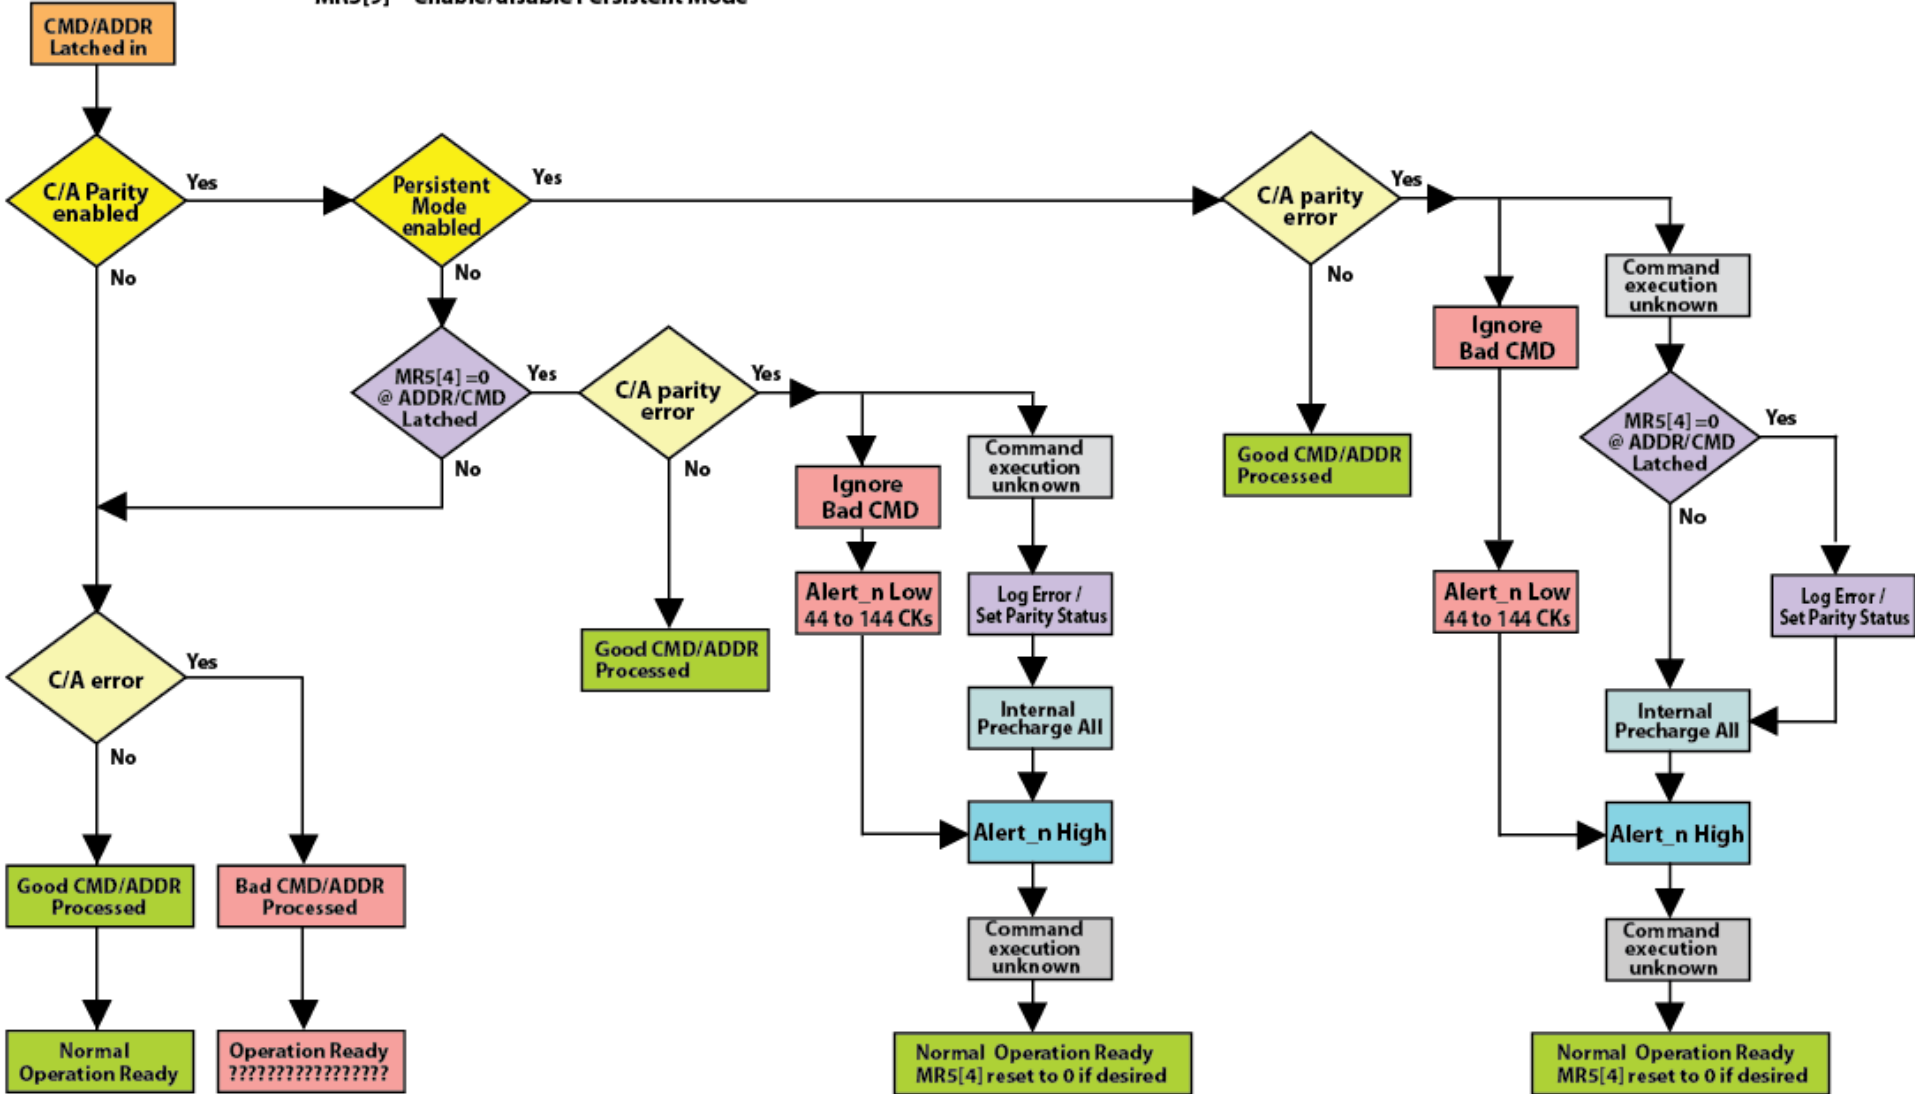 MR5[9] = enable/disable Persistent Mode
CMD/ADDR
Latched in
C/A Parity
enabled
Yes
No
Persistent
Mode
enabled
Yes
No
C/A parity
error
Yes
No
Command
execution
unknown
Ignore
Bad CMD
MR5[4] =0
@ ADDR/CMD
Latched
Yes
No
C/A parity
error
Yes
No
MR5[4] =0
@ ADDR/CMD
Latched
Yes
No
Good CMD/ADDR
Processed
Command
execution
unknown
Ignore
Bad CMD
Alert_n Low
44 to 144 CKs
Log Error /
Set Parity Status
Alert_n Low
44 to 144 CKs
Log Error /
Set Parity Status
Good CMD/ADDR
Processed
C/A error
Yes
No
Internal
Precharge All
Internal
Precharge All
Alert_n High
Alert_n High
Good CMD/ADDR
Processed
Bad CMD/ADDR
Processed
Command
execution
unknown
Command
execution
unknown
Normal
Operation Ready
Operation Ready
?????????????????
Normal Operation Ready
MR5[4] reset to 0 if desired
Normal Operation Ready
MR5[4] reset to 0 if desired